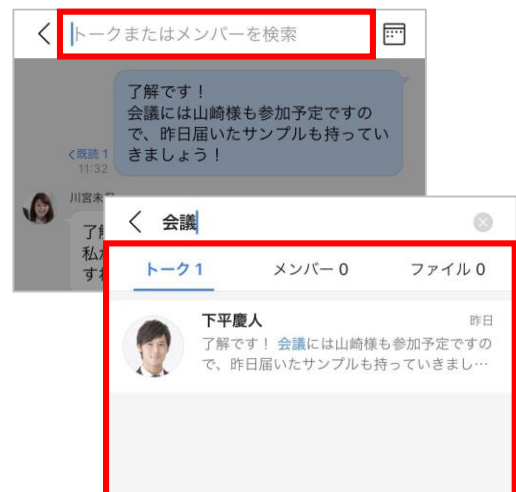 トークまたはメンバーを検索
了解です！
会議には山崎様も参加予定ですの
で、昨日届いたサンプルも持ってい
きましょう！
<既読 1
11:32
川宮未
会議
トーク 1
メンバー 0
ファイル 0
下平慶人
昨日
了解です！ 会議には山崎様も参加予定ですの
で、昨日届いたサンプルも持っていきまし…